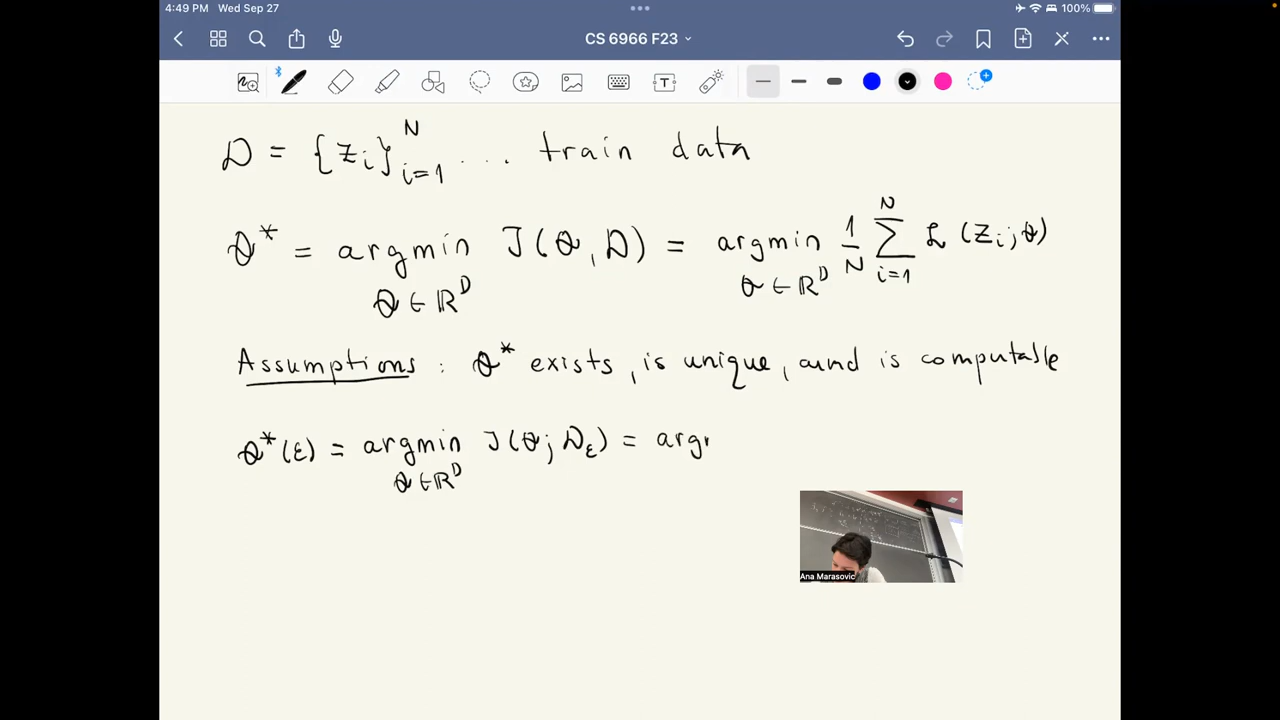 4:49 PM Wed Sep 27
100%
CS 6966 F23
D = {z_i}_{i=1}^N ... train data
θ* = argmin_{θ ∈ ℝ^D} J(θ, D) = argmin_{θ ∈ ℝ^D} 1/N Σ_{i=1}^N L(z_i; θ)
Assumptions : θ* exists, is unique, and is computable
θ*(ε) = argmin_{θ∈ℝ^D} J(θ; D_ε) = arg
Ana Marasovic